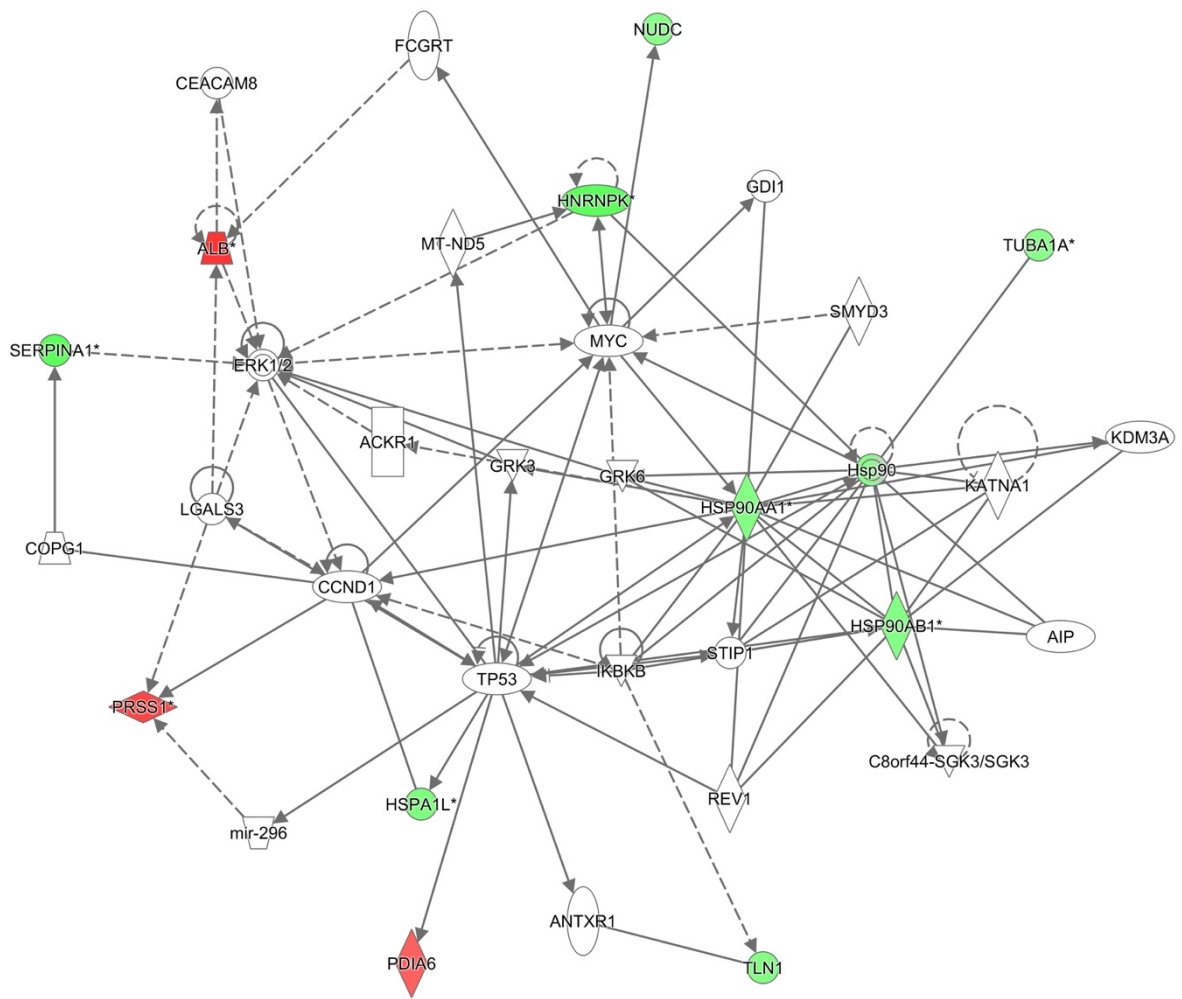 NUDC
FCGRT
CEACAM8
GDI1
HNRNPK*
MT-ND5
TUBA1A*
ALB*
SMYD3
MYC
SERPINA1*
ERK1/2
KDM3A
ACKR1
GRK3
Hsp90
GRK6
KATNA1
HSP90AA1*
LGALS3
COPG1
CCND1
HSP90AB1*
AIP
STIP1
IKBKB
TP53
PRSS1*
C8orf44-SGK3/SGK3
REV1
HSPA1L*
mir-296
ANTXR1
PDIA6
TLN1